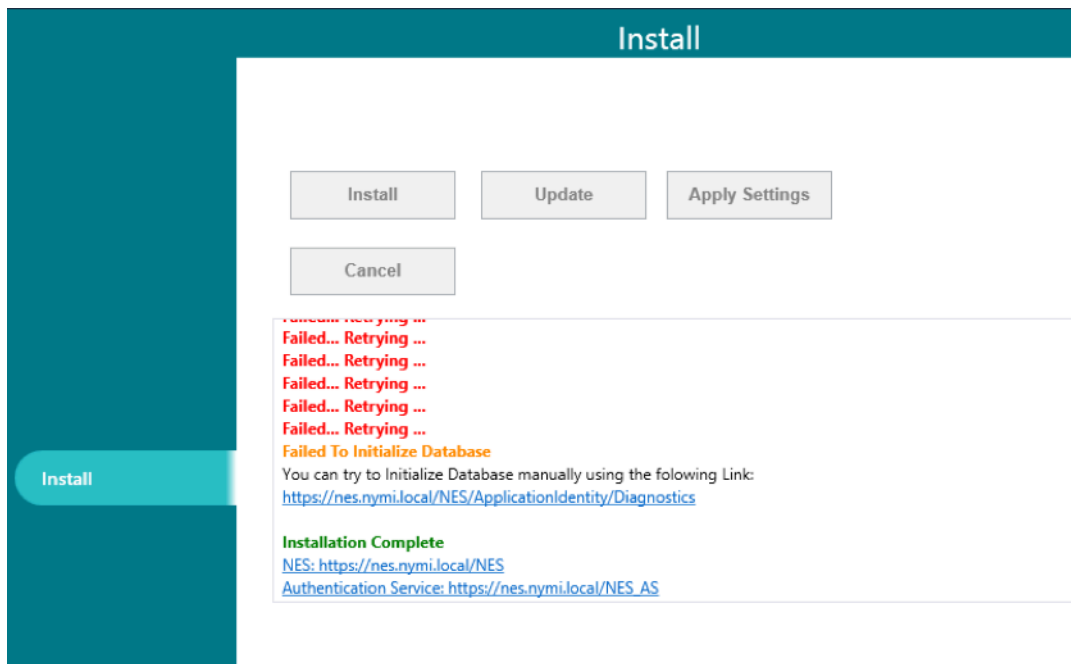 Install
Install
Update
Apply Settings
Cancel
Failed... Retrying ...
Failed... Retrying ...
Failed... Retrying ...
Failed... Retrying ...
Failed... Retrying ...
Failed... Retrying ...
Failed To Initialize Database
You can try to Initialize Database manually using the folowing Link:
https://nes.nymi.local/NES/ApplicationIdentity/Diagnostics
Installation Complete
NES: https://nes.nymi.local/NES
Authentication Service: https://nes.nymi.local/NES_AS
Install